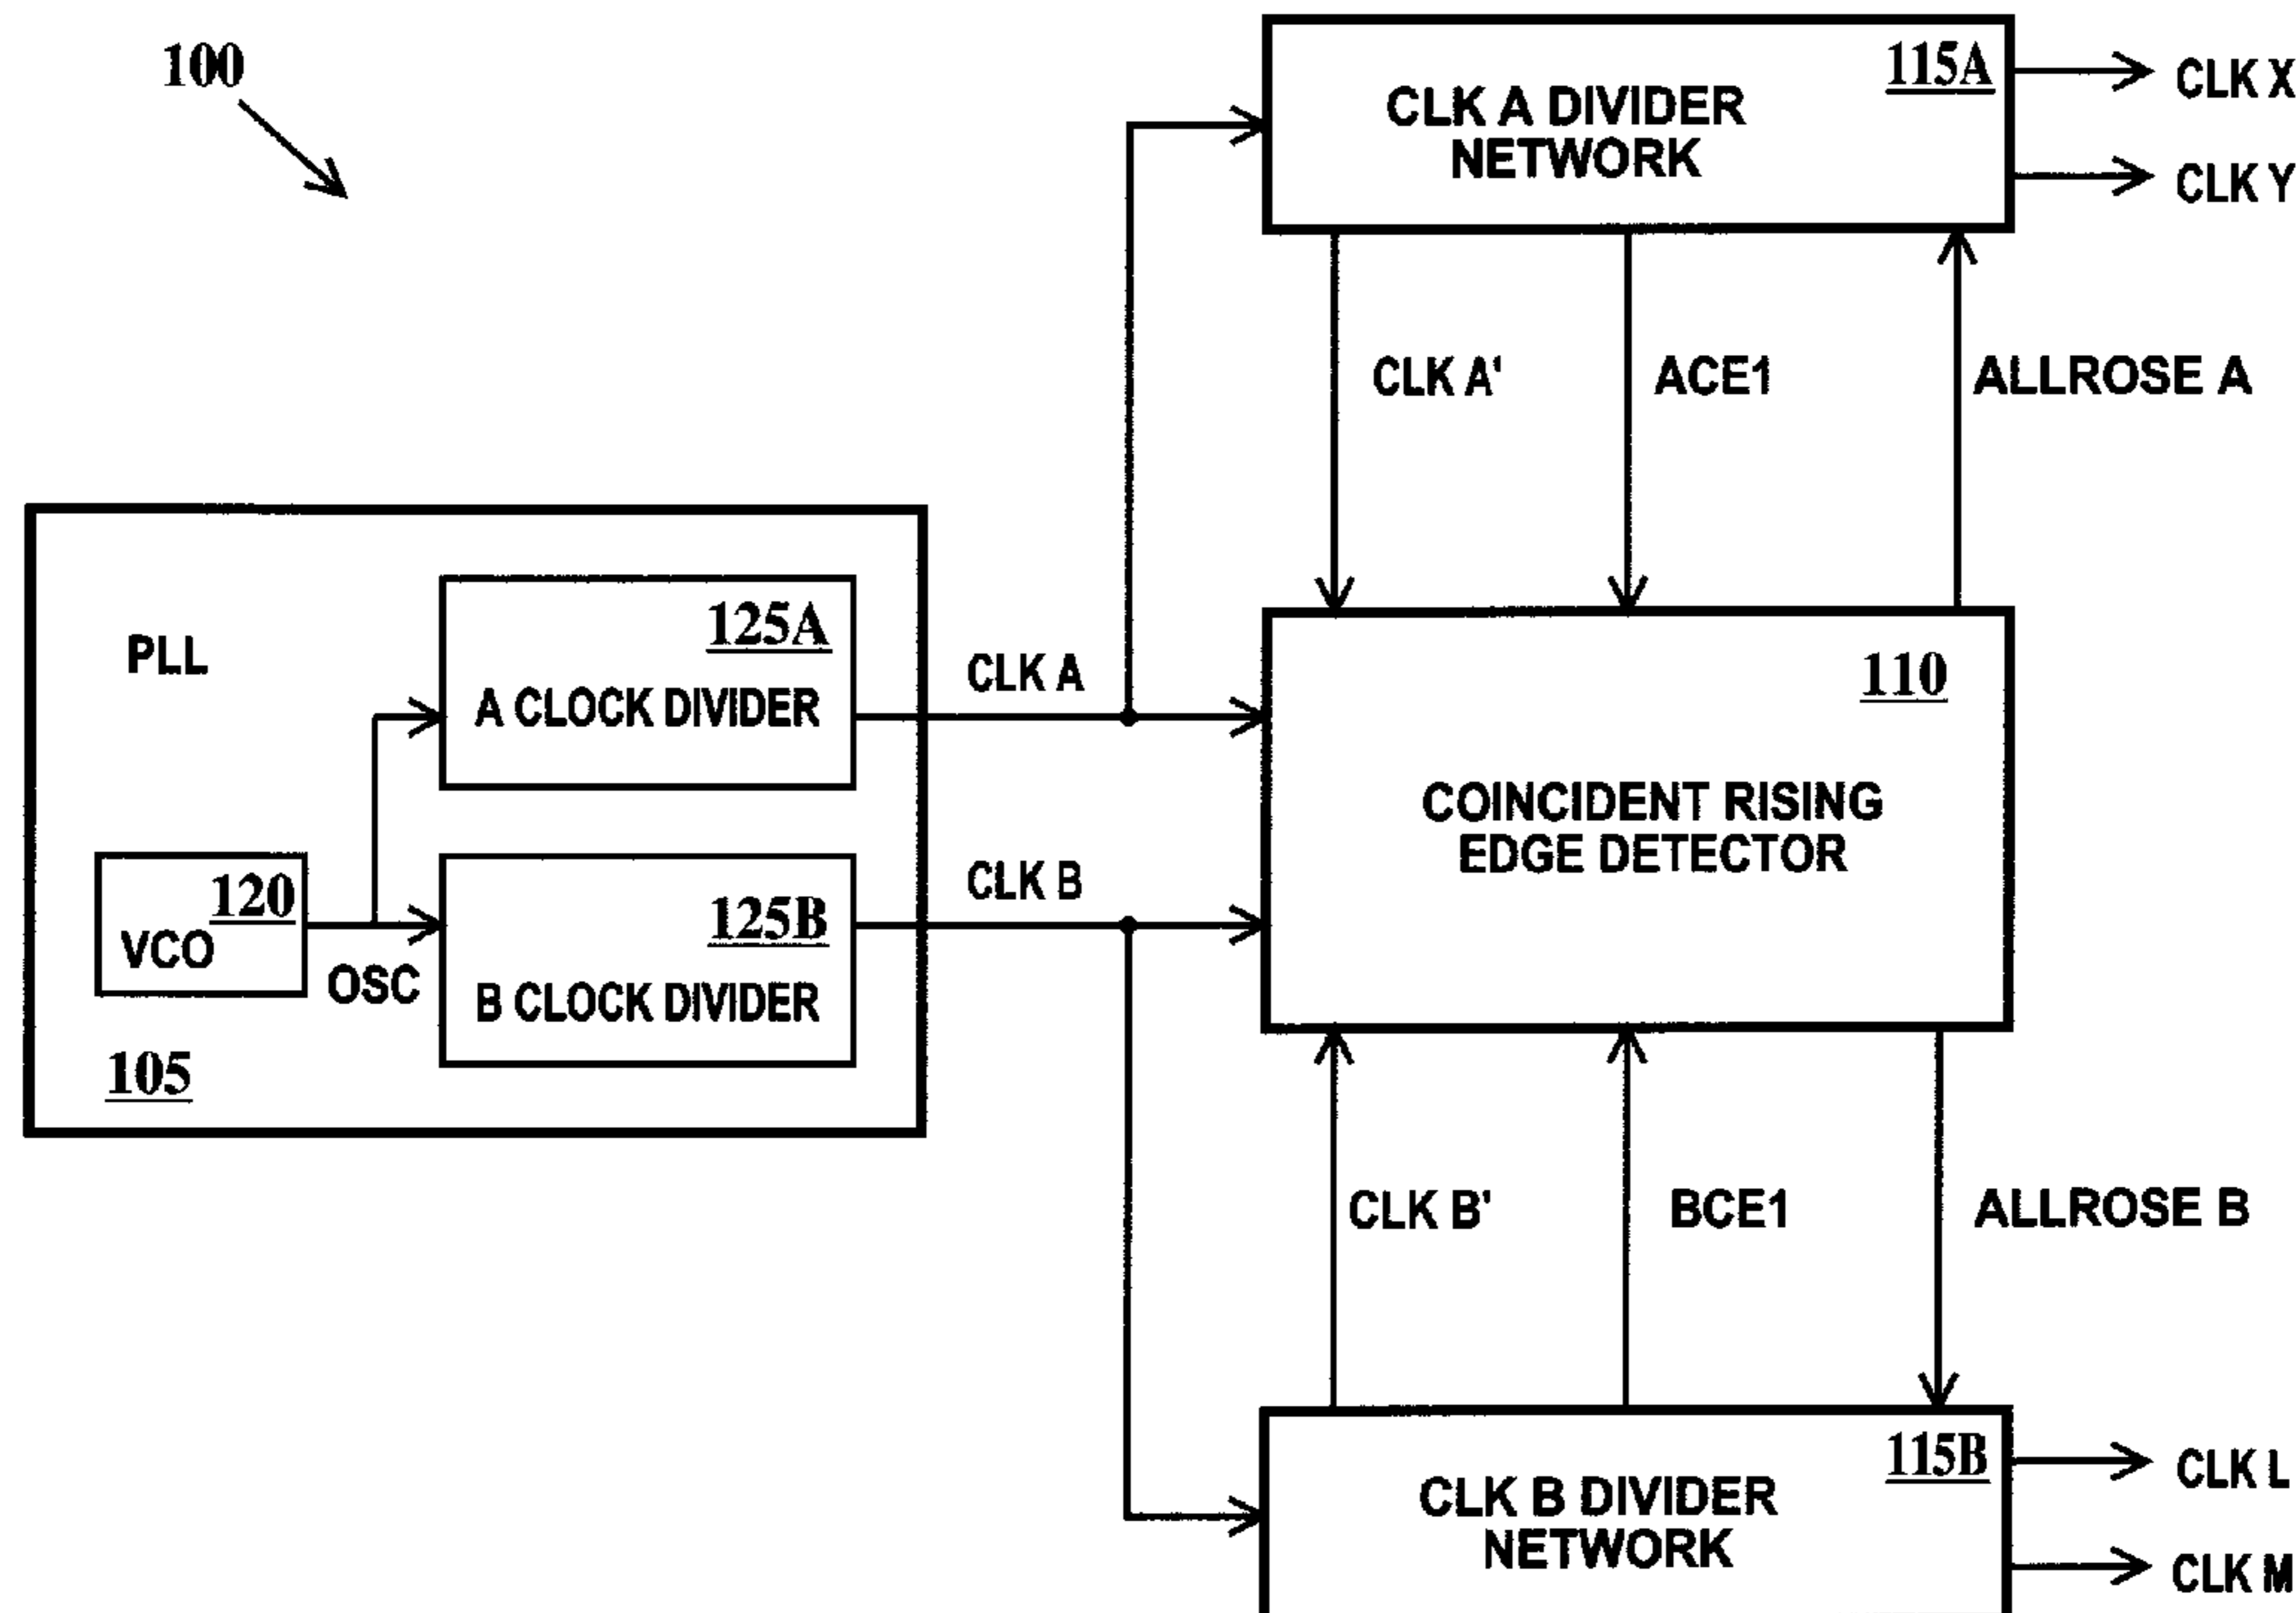 100
115A
CLK A DIVIDER
NETWORK
CLK X
CLK Y
CLK A'
ACE1
ALLROSE A
PLL
125A
A CLOCK DIVIDER
CLK A
110
COINCIDENT RISING
EDGE DETECTOR
120
VCO
OSC
125B
B CLOCK DIVIDER
CLK B
105
CLK B'
BCE1
ALLROSE B
115B
CLK B DIVIDER
NETWORK
CLK L
CLK M